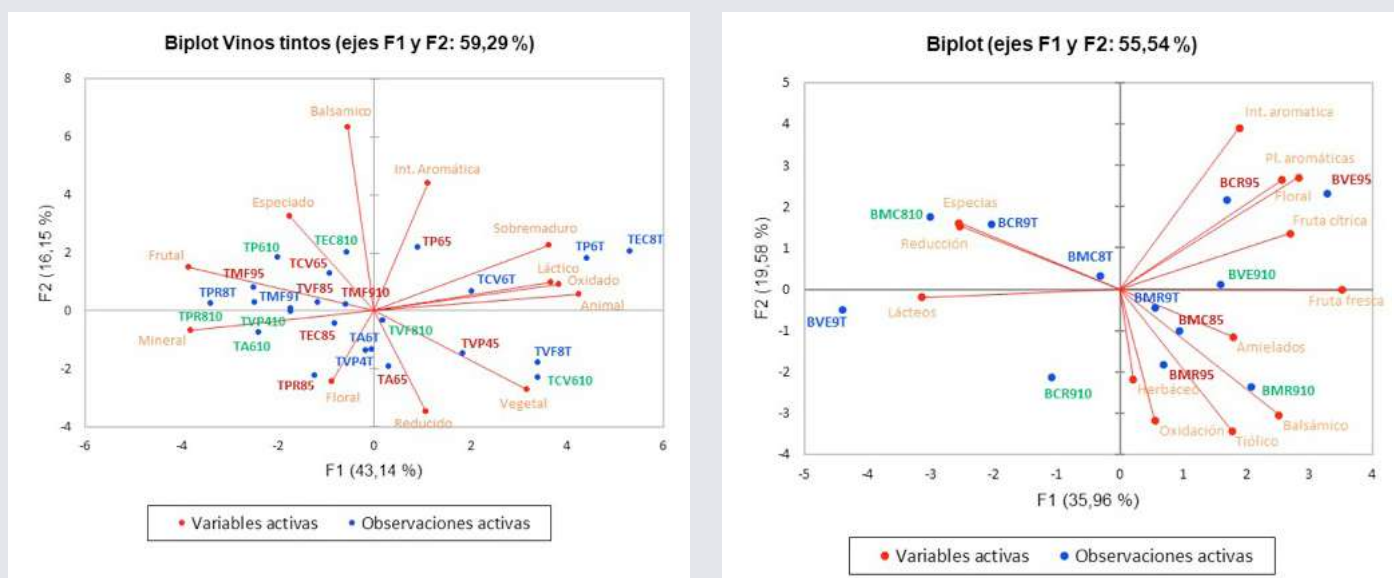 Biplot Vinos tintos (ejes F1 y F2: 59,29 %)
8
6
4
2
0
-2
-4
-6
-4
-2
0
2
4
6
F2 (16,15 %)
F1 (43,14 %)
Balsamico
Int. Aromática
Especiado
Sobremaduro
Frutal
Láctico
Oxidado
Animal
Mineral
Floral
Reducido
Vegetal
TP610
TEC810
TP65
TP6T
TEC8T
TCV65
TMF95
TCV6T
TPR8T
TMF9T
TVF85
TMF910
TPR810
TVP410
TVF810
TA610
TEC85
TA6T
TVP45
TVF8T
TVP4T
TPR85
TA65
TCV610
Variables activas
Observaciones activas
Biplot (ejes F1 y F2: 55,54 %)
5
4
3
2
1
0
-1
-2
-3
-4
-5
-4
-3
-2
-1
0
1
2
3
4
F2 (19,58 %)
F1 (35,96 %)
Int. aromatica
Pl. aromáticas
BCR95
BVE95
Floral
Especias
BMC810
BCR9T
Fruta cítrica
Reducción
BMC8T
BVE910
Lácteos
BMR9T
Fruta fresca
BVE9T
BMC85
Amielados
BCR910
BMR95
Herbáceo
BMR910
Oxidación
Tiólico
Balsámico
Variables activas
Observaciones activas